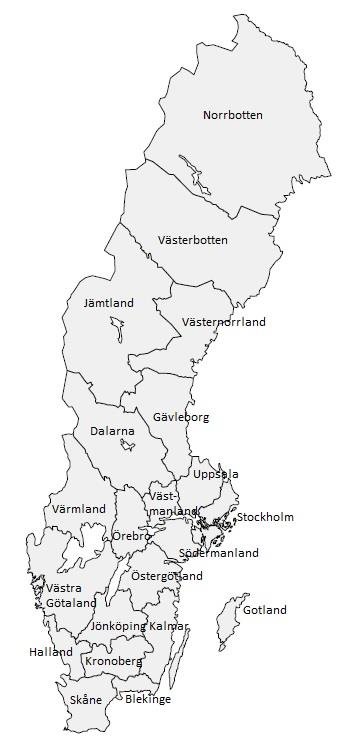 Norrbotten
Västerbotten
Jämtland
Västernorrland
Gävleborg
Dalarna
Uppsala
Väst-
manland
Värmland
Stockholm
Örebro
Södermanland
Östergötland
Västra
Götaland
Gotland
Jönköping
Kalmar
Halland
Kronoberg
Skåne
Blekinge